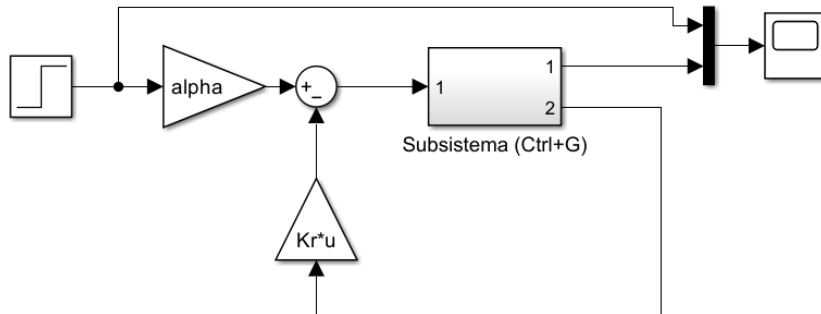 alpha
+
_
1
1
2
Subsistema (Ctrl+G)
Kr*u